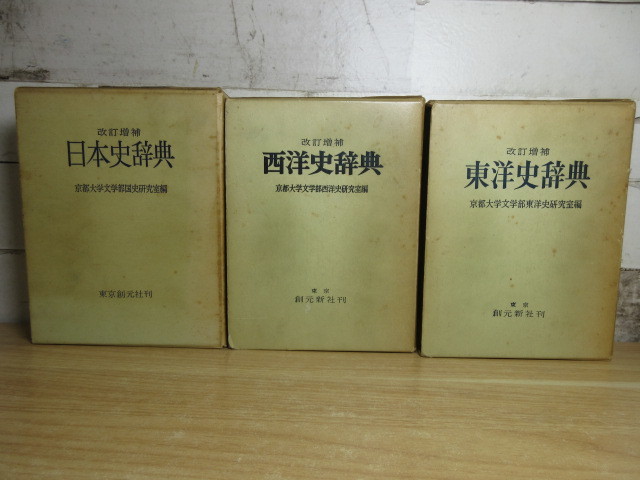 改訂増補
日本史辞典
京都大学文学部国史研究室編
東京創元社刊
改訂増補
西洋史辞典
京都大学文学部西洋史研究室編
東京
創元新社刊
改訂増補
東洋史辞典
京都大学文学部東洋史研究室編
東京
創元新社刊